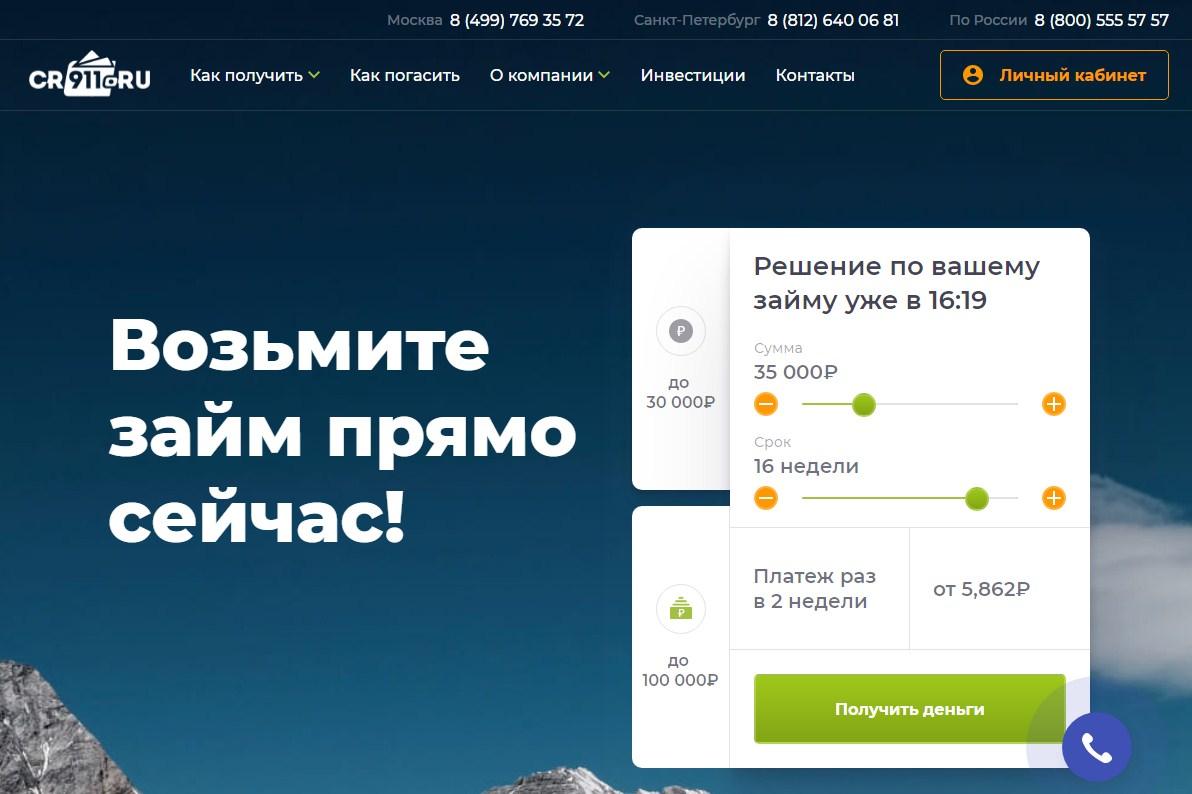 Москва 8 (499) 769 35 72 Санкт-Петербург 8 (812) 640 06 81 По России 8 (800) 555 57 57
CR911.RU Как получить Как погасить О компании Инвестиции Контакты Личный кабинет
Возьмите
займ прямо
сейчас!
₽
до
30 000₽
₽
до
100 000₽
Решение по вашему
займу уже в 16:19
Сумма
35 000₽
Срок
16 недели
Платеж раз
в 2 недели
от 5,862₽
Получить деньги